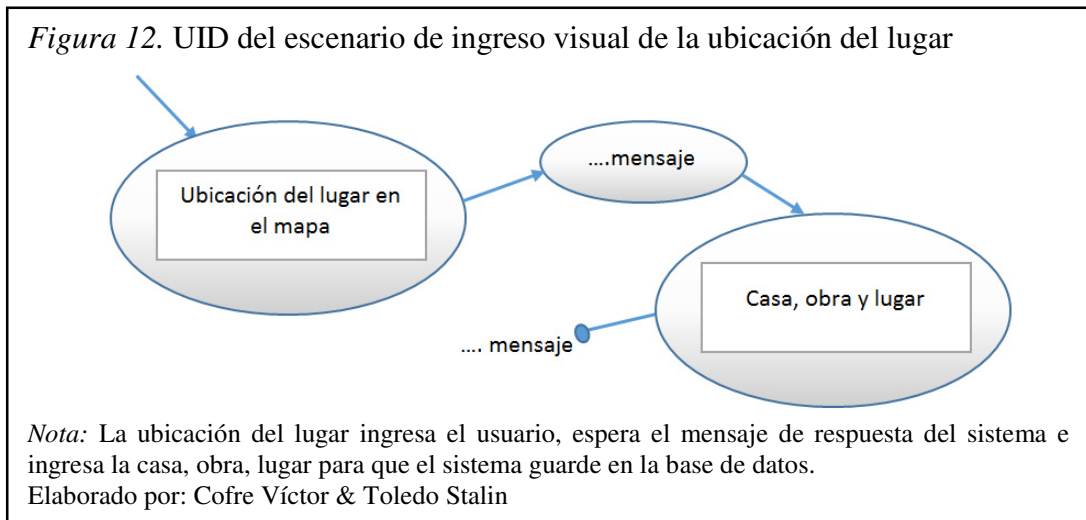 Figura 12. UID del escenario de ingreso visual de la ubicación del lugar
Ubicación del lugar en
el mapa
....mensaje
Casa, obra y lugar
.... mensaje
Nota: La ubicación del lugar ingresa el usuario, espera el mensaje de respuesta del sistema e
ingresa la casa, obra, lugar para que el sistema guarde en la base de datos.
Elaborado por: Cofre Víctor & Toledo Stalin